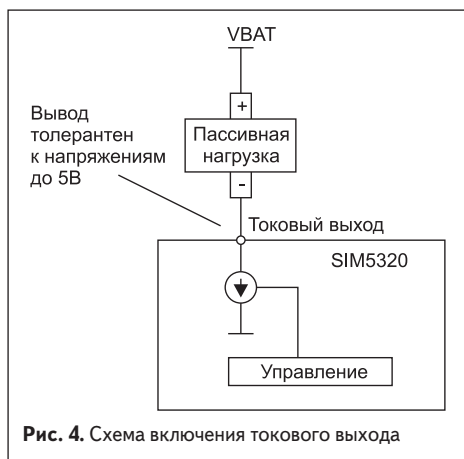 VBAT
Вывод
толерантен
к напряжениям
до 5В
+
Пассивная
нагрузка
-
Токовый выход
SIM5320
Управление
Рис. 4. Схема включения токового выхода